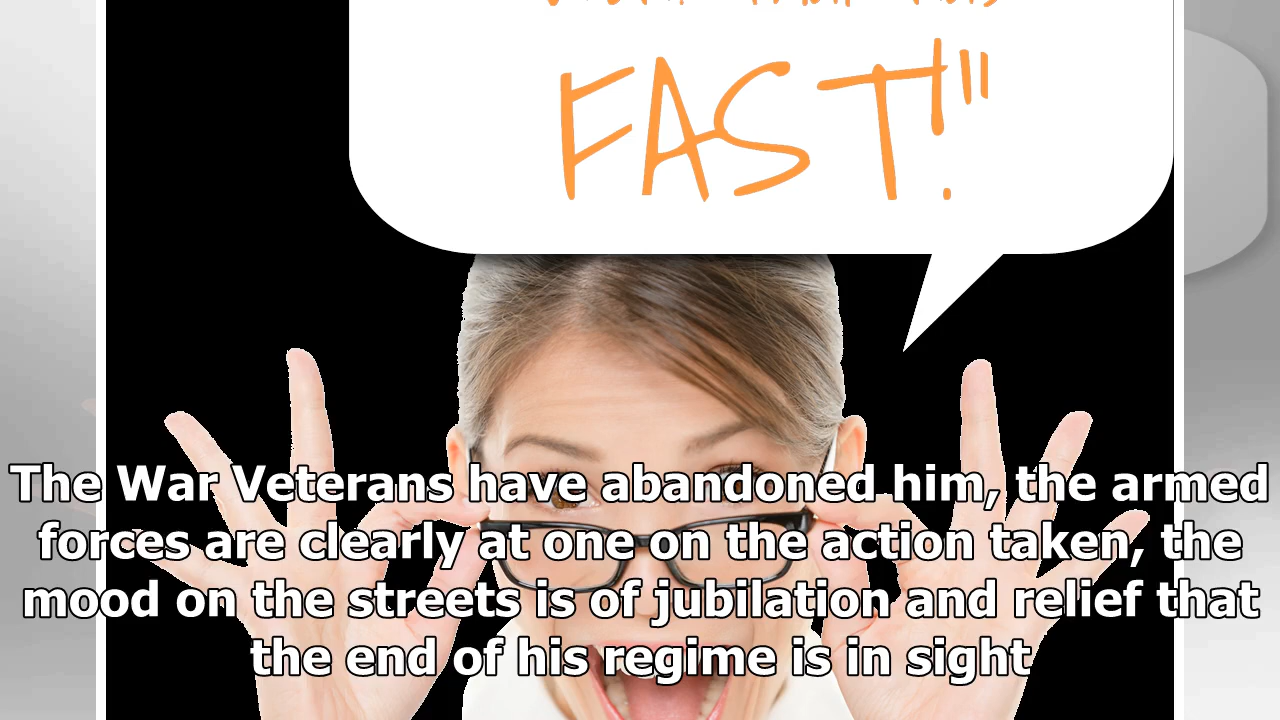 FAST!"
The War Veterans have abandoned him, the armed
forces are clearly at one on the action taken, the
mood on the streets is of jubilation and relief that
the end of his regime is in sight